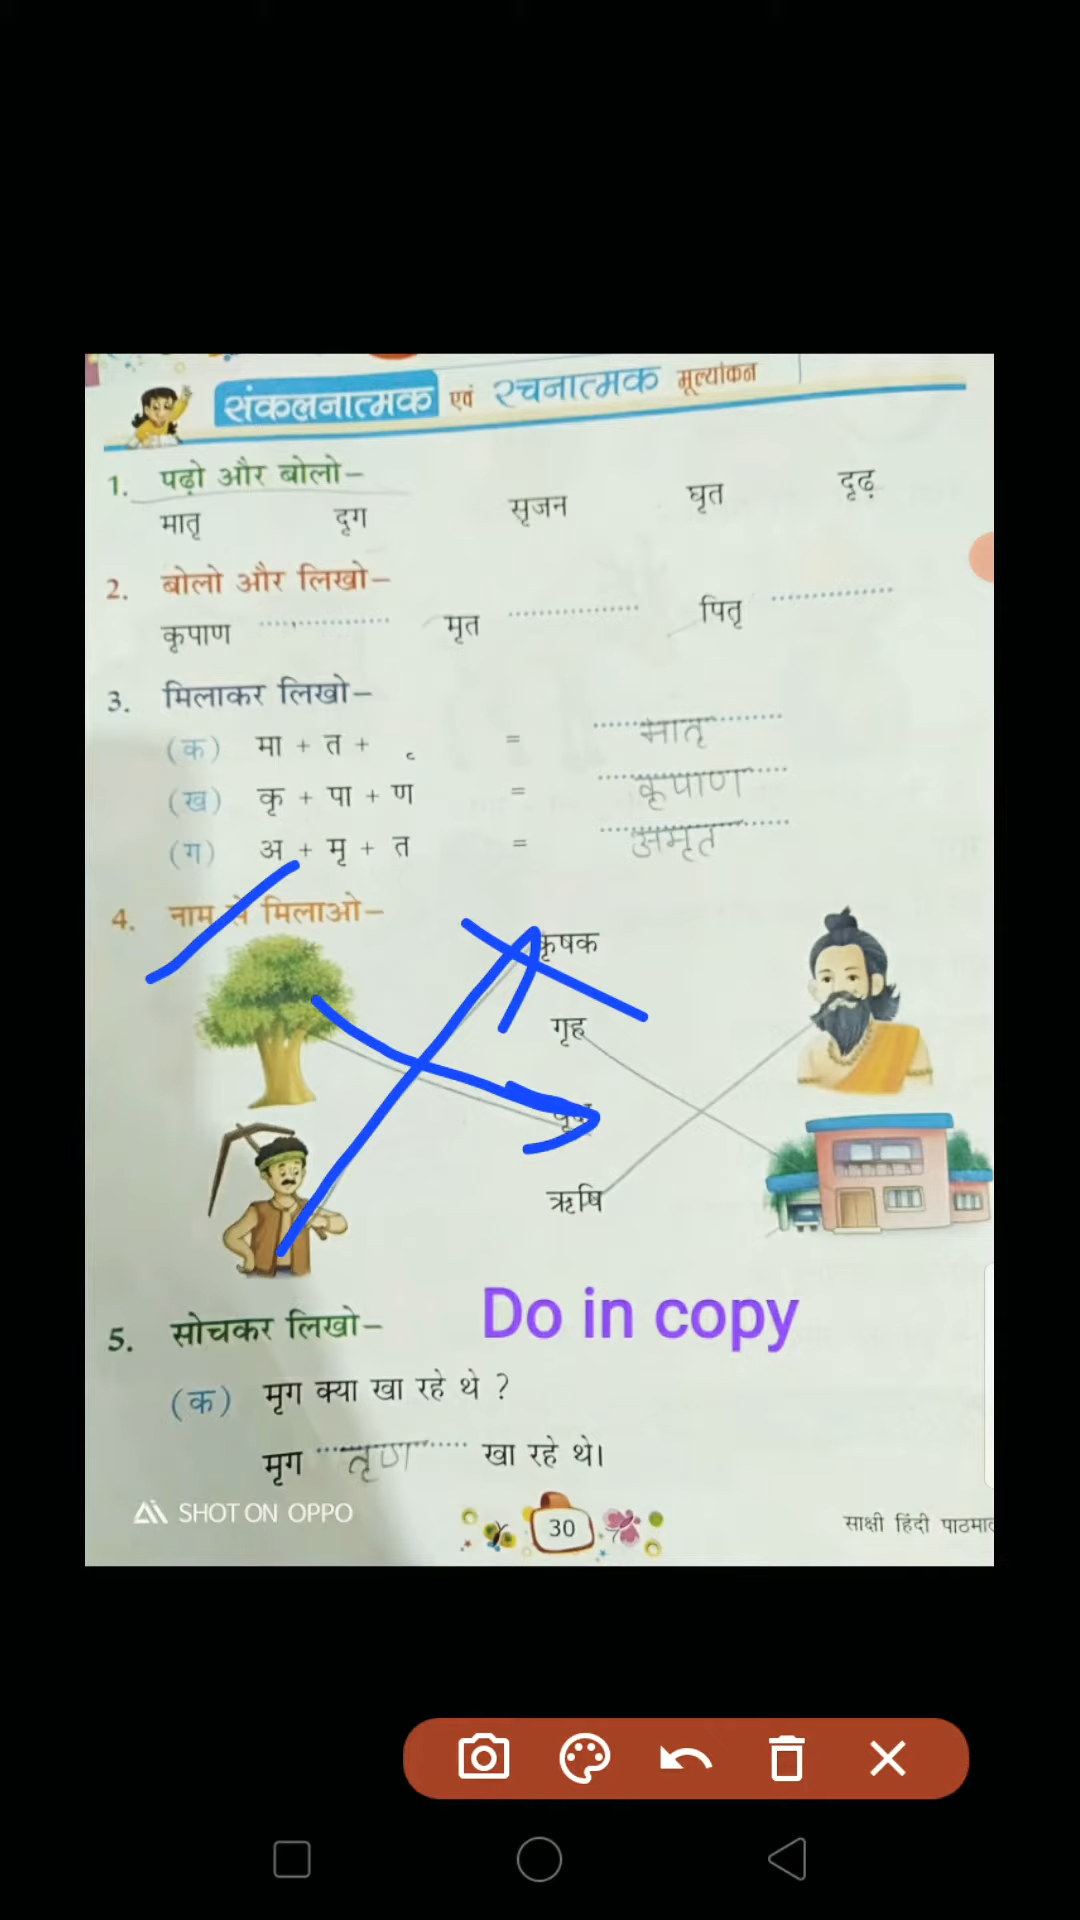 संकलनात्मक एवं रचनात्मक मूल्यांकन
1. पढ़ो और बोलो–
मातृ दृग सृजन घृत दृढ़
2. बोलो और लिखो–
कृपाण .................... मृत .................... पितृ ....................
3. मिलाकर लिखो–
(क) मा + त + ृ = मातृ
(ख) कृ + पा + ण = कृपाण
(ग) अ + मृ + त = अमृत
4. नाम से मिलाओ–
कृषक
गृह
ऋषि
Do in copy
5. सोचकर लिखो–
(क) मृग क्या खा रहे थे ?
मृग तृण खा रहे थे।
SHOT ON OPPO
30
साक्षी हिंदी